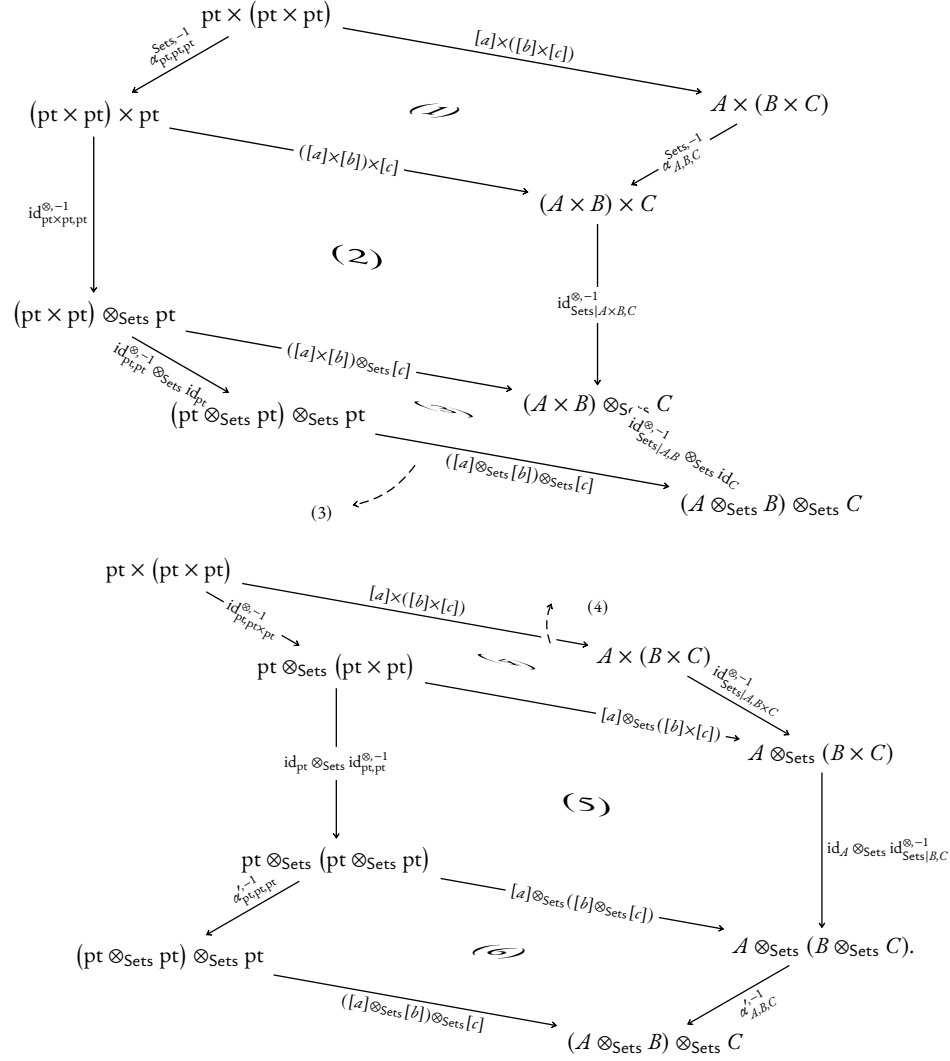 pt × (pt × pt)
[a]×([b]×[c])
α^{Sets,−1}_{pt,pt,pt}
A × (B × C)
(pt × pt) × pt
(1)
α^{Sets,−1}_{A,B,C}
([a]×[b])×[c]
(A × B) × C
id^{⊗,−1}_{pt×pt,pt}
(2)
id^{⊗,−1}_{Sets|A×B,C}
(pt × pt) ⊗_{Sets} pt
([a]×[b])⊗_{Sets}[c]
id^{⊗,−1}_{pt,pt} ⊗_{Sets} id_{pt}
(A × B) ⊗_{Sets} C
(pt ⊗_{Sets} pt) ⊗_{Sets} pt
id^{⊗,−1}_{Sets|A,B} ⊗_{Sets} id_C
([a]⊗_{Sets}[b])⊗_{Sets}[c]
(A ⊗_{Sets} B) ⊗_{Sets} C
(3)
pt × (pt × pt)
[a]×([b]×[c])
(4)
id^{⊗,−1}_{pt,pt×pt}
A × (B × C)
pt ⊗_{Sets} (pt × pt)
id^{⊗,−1}_{Sets|A,B×C}
[a]⊗_{Sets}([b]×[c])
A ⊗_{Sets} (B × C)
id_{pt} ⊗_{Sets} id^{⊗,−1}_{pt,pt}
(5)
id_A ⊗_{Sets} id^{⊗,−1}_{Sets|B,C}
pt ⊗_{Sets} (pt ⊗_{Sets} pt)
[a]⊗_{Sets}([b]⊗_{Sets}[c])
α^{′,−1}_{pt,pt,pt}
A ⊗_{Sets} (B ⊗_{Sets} C).
(pt ⊗_{Sets} pt) ⊗_{Sets} pt
(6)
α^{′,−1}_{A,B,C}
([a]⊗_{Sets}[b])⊗_{Sets}[c]
(A ⊗_{Sets} B) ⊗_{Sets} C